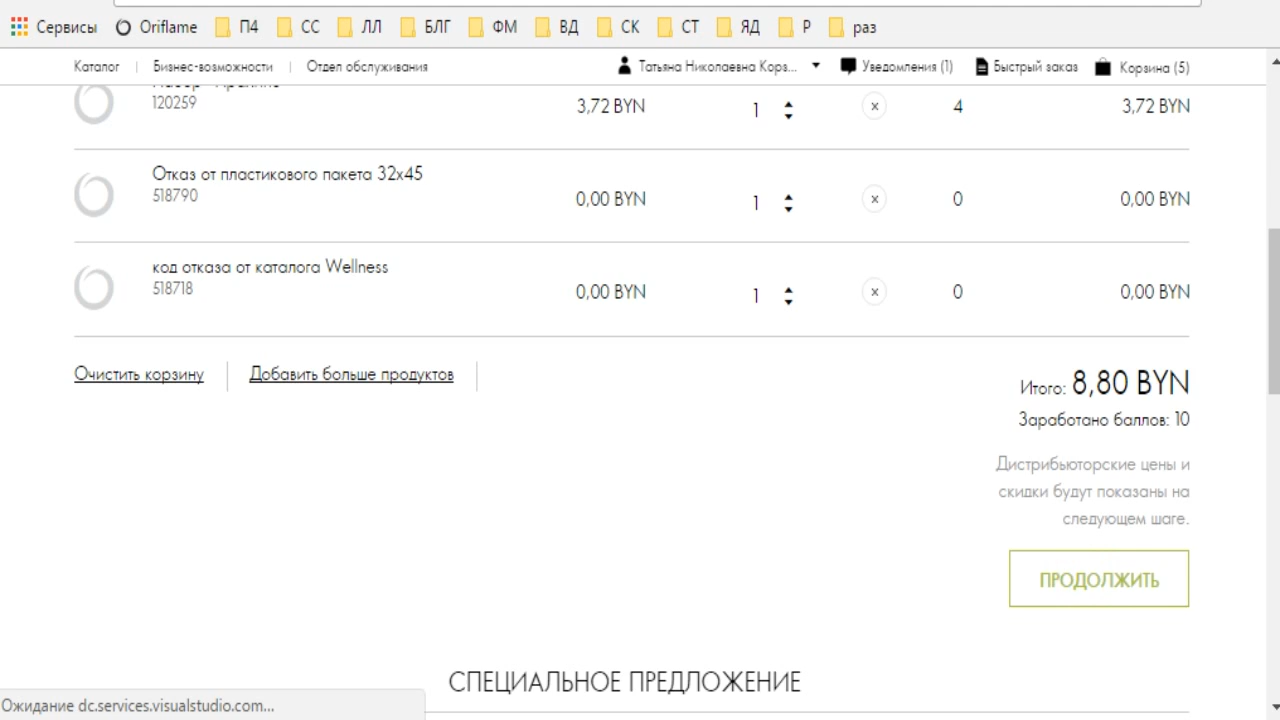 Сервисы Oriflame П4 СС ЛЛ БЛГ ФМ ВД СК СТ ЯД Р раз
Каталог Бизнес-возможности Отдел обслуживания Татьяна Николаевна Корз... Уведомления (1) Быстрый заказ Корзина (5)
120259 3,72 BYN 1 x 4 3,72 BYN
Отказ от пластикового пакета 32x45
518790 0,00 BYN 1 x 0 0,00 BYN
код отказа от каталога Wellness
518718 0,00 BYN 1 x 0 0,00 BYN
Очистить корзину Добавить больше продуктов
Итого: 8,80 BYN
Заработано баллов: 10
Дистрибьюторские цены и
скидки будут показаны на
следующем шаге.
ПРОДОЛЖИТЬ
СПЕЦИАЛЬНОЕ ПРЕДЛОЖЕНИЕ
Ожидание dc.services.visualstudio.com...